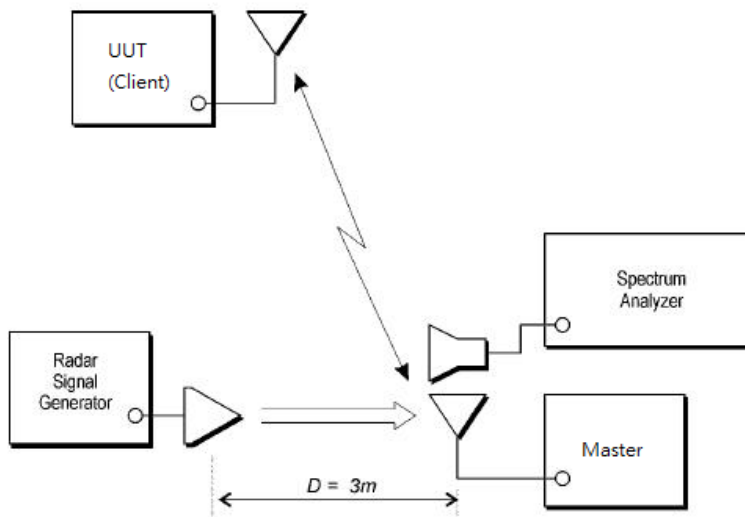 UUT
(Client)
Spectrum
Analyzer
Radar
Signal
Generator
Master
D = 3m